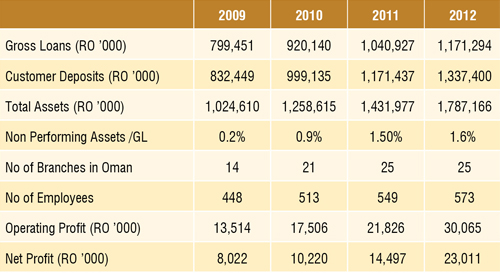 2009 2010 2011 2012
Gross Loans (RO '000) 799,451 920,140 1,040,927 1,171,294
Customer Deposits (RO '000) 832,449 999,135 1,171,437 1,337,400
Total Assets (RO '000) 1,024,610 1,258,615 1,431,977 1,787,166
Non Performing Assets /GL 0.2% 0.9% 1.50% 1.6%
No of Branches in Oman 14 21 25 25
No of Employees 448 513 549 573
Operating Profit (RO '000) 13,514 17,506 21,826 30,065
Net Profit (RO '000) 8,022 10,220 14,497 23,011